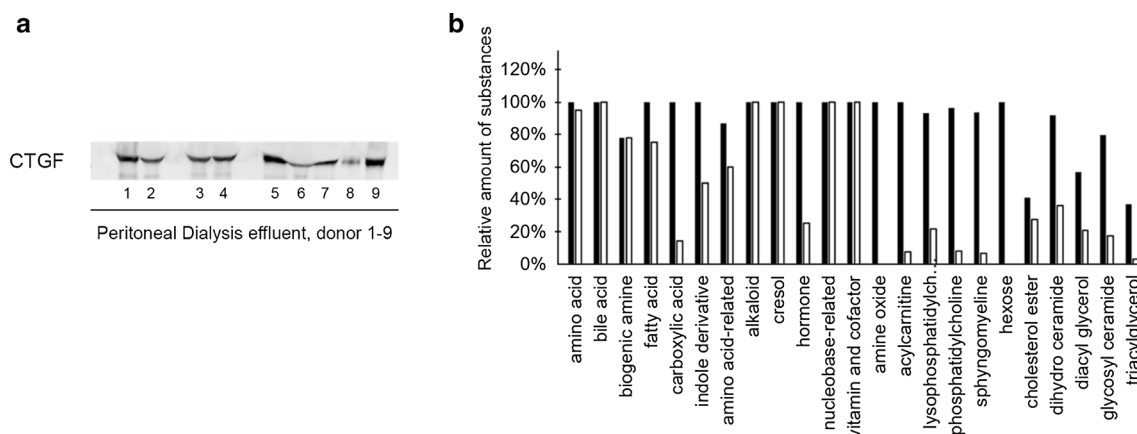 a
CTGF
1 2 3 4 5 6 7 8 9
Peritoneal Dialysis effluent, donor 1-9
b
Relative amount of substances
120%
100%
80%
60%
40%
20%
0%
amino acid
bile acid
biogenic amine
fatty acid
carboxylic acid
indole derivative
amino acid-related
alkaloid
cresol
hormone
nucleobase-related
vitamin and cofactor
amine oxide
acylcarnitine
lysophosphatidylch…
phosphatidylcholine
sphyngomyeline
hexose
cholesterol ester
dihydro ceramide
diacyl glycerol
glycosyl ceramide
triacylglycerol